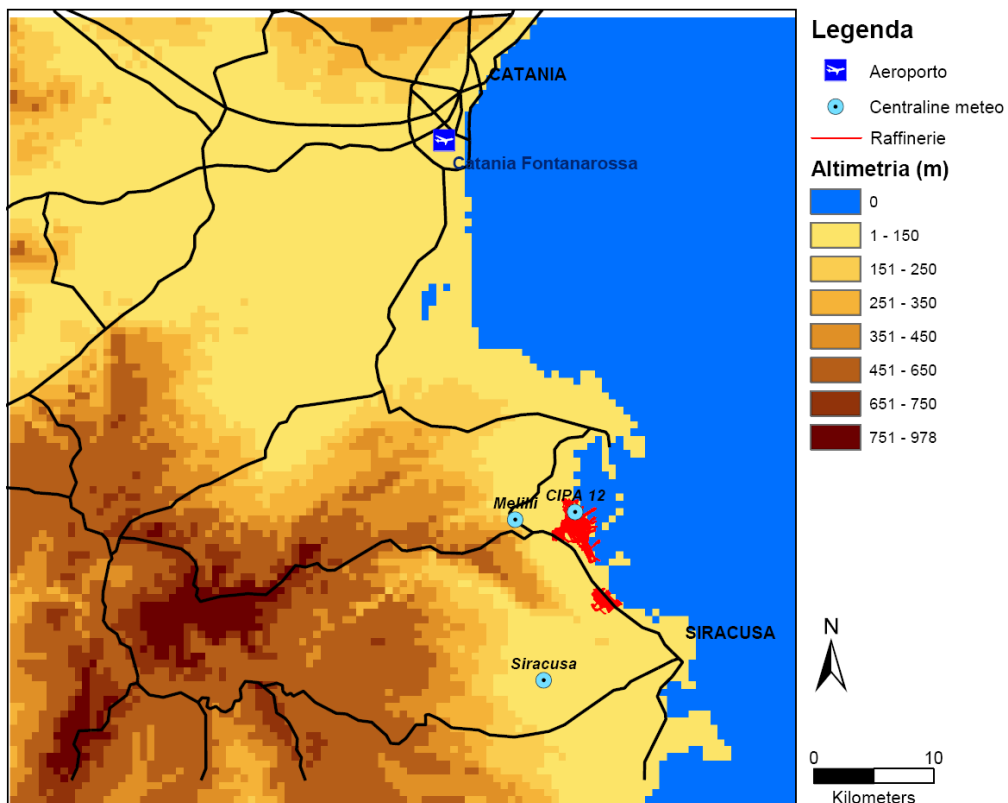 CATANIA
Catania Fontanarossa
Melilli
CIPA 12
SIRACUSA
Siracusa
Legenda
Aeroporto
Centraline meteo
Raffinerie
Altimetria (m)
0
1 - 150
151 - 250
251 - 350
351 - 450
451 - 650
651 - 750
751 - 978
N
0 10
Kilometers